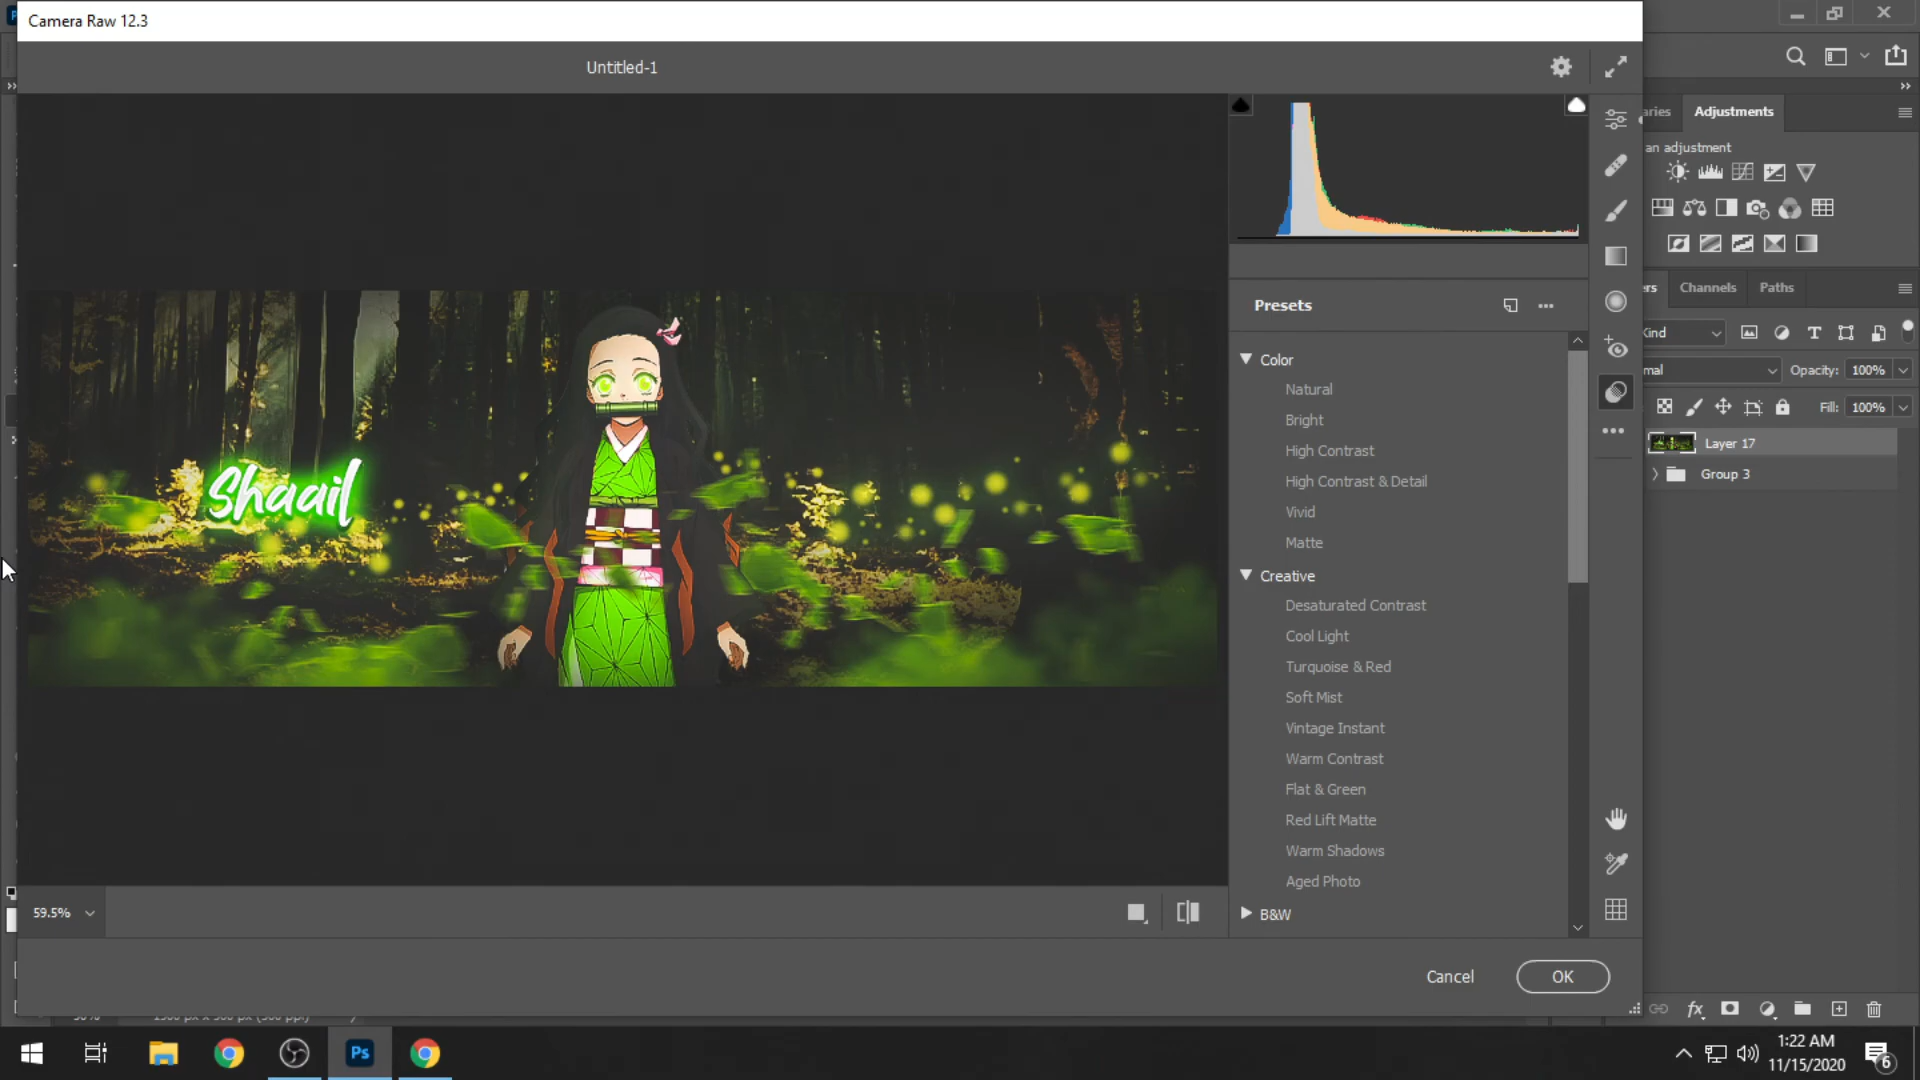 Camera Raw 12.3
Untitled-1
Adjustments
an adjustment
Presets
Channels
Paths
Color
Kind
Natural
Opacity: 100%
Bright
Fill: 100%
High Contrast
Layer 17
High Contrast & Detail
Group 3
Vivid
Shaail
Matte
Creative
Desaturated Contrast
Cool Light
Turquoise & Red
Soft Mist
Vintage Instant
Warm Contrast
Flat & Green
Red Lift Matte
Warm Shadows
Aged Photo
59.5%
B&W
Cancel
OK
fx
Ps
1:22 AM
11/15/2020
6